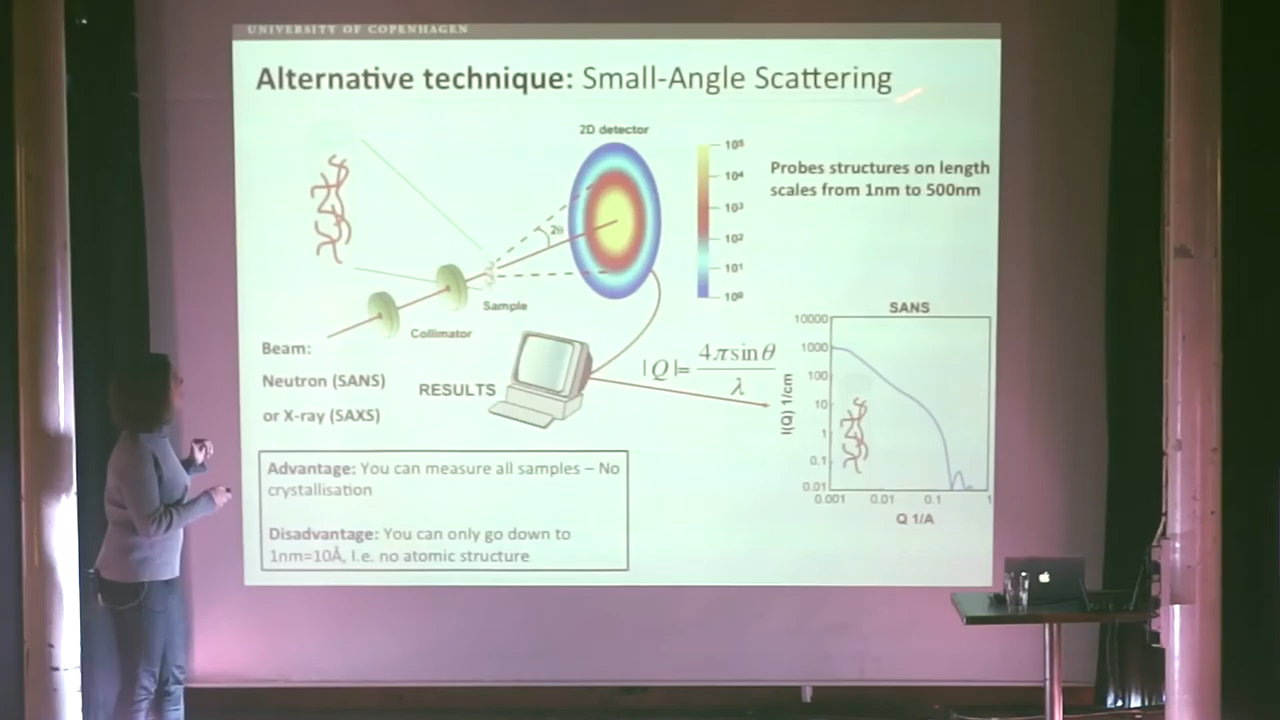 UNIVERSITY OF COPENHAGEN
Alternative technique: Small-Angle Scattering
2D detector
10⁵
10⁴
10³
10²
10¹
10⁰
Probes structures on length
scales from 1nm to 500nm
2θ
Sample
Collimator
Beam:
Neutron (SANS)
or X-ray (SAXS)
RESULTS
|Q|= 4π sin θ / λ
SANS
10000
1000
100
10
1
0.1
0.01
I(Q) 1/cm
0.001 0.01 0.1 1
Q 1/A
Advantage: You can measure all samples – No
crystallisation
Disadvantage: You can only go down to
1nm=10Å, I.e. no atomic structure